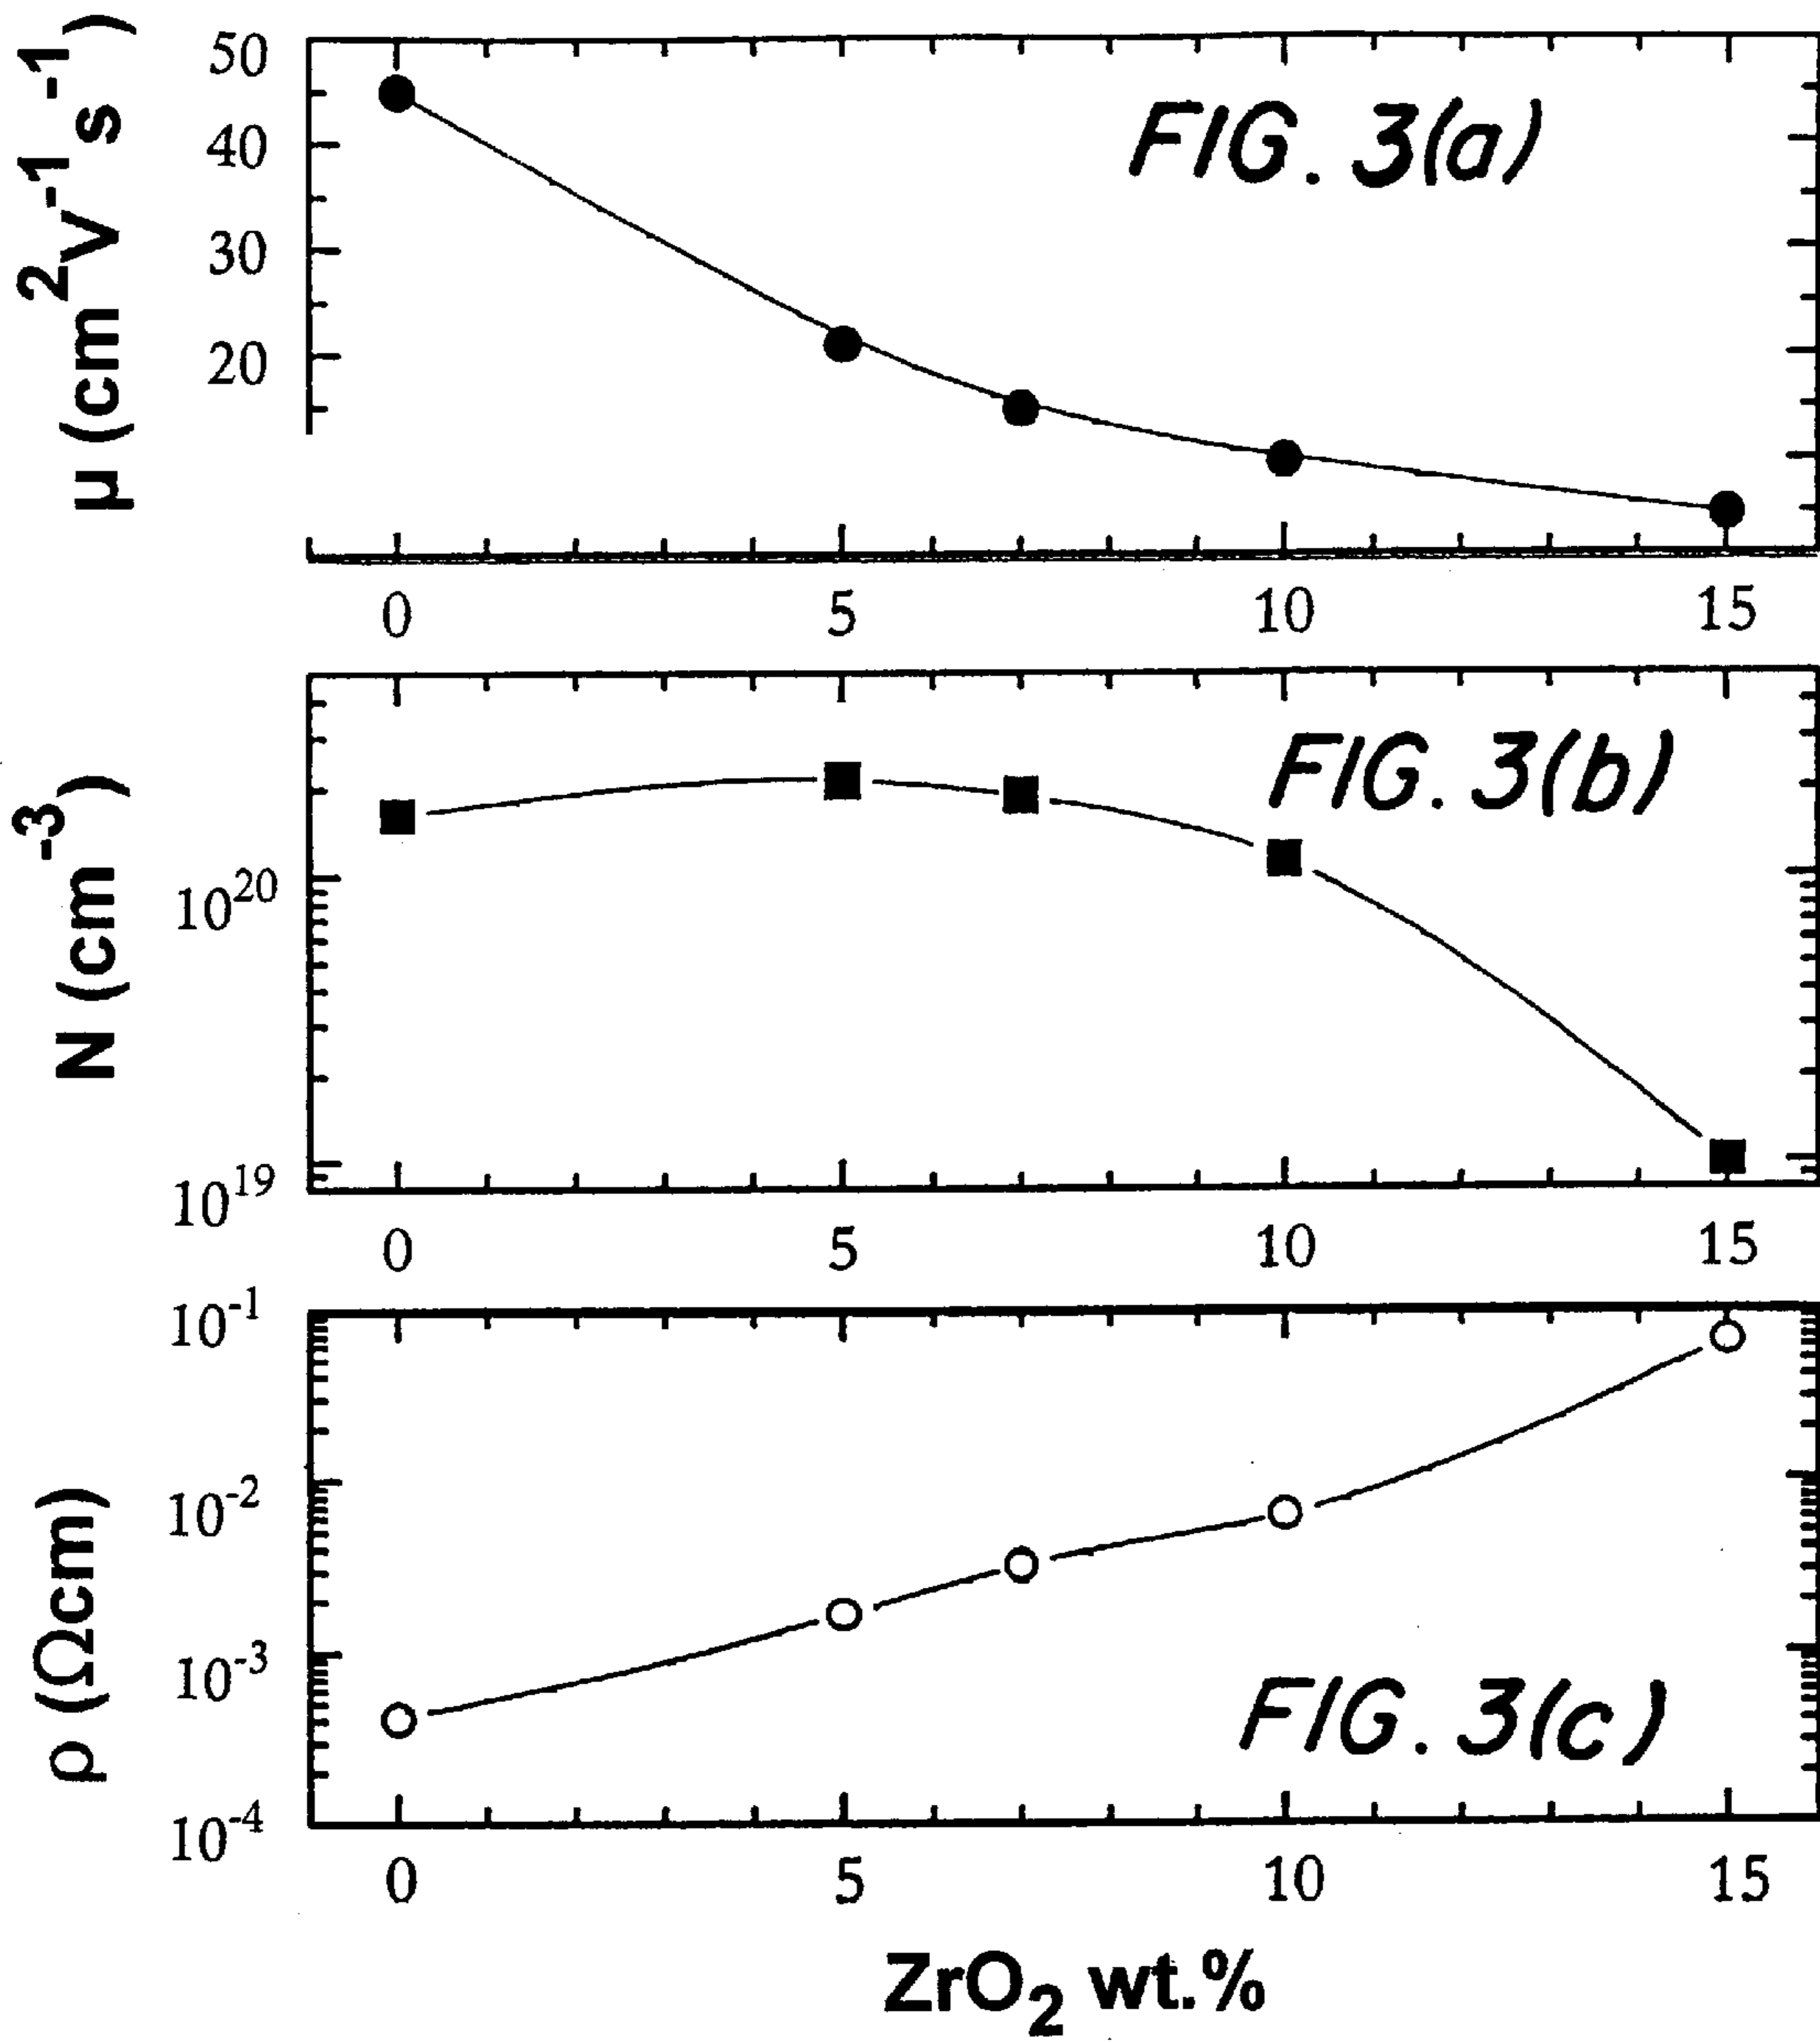 50
FIG. 3(a)
40
30
20
μ (cm²V⁻¹s⁻¹)
0 5 10 15
FIG. 3(b)
N (cm⁻³)
10²⁰
10¹⁹
0 5 10 15
10⁻¹
10⁻²
10⁻³
ρ (Ωcm)
FIG. 3(c)
10⁻⁴
0 5 10 15
ZrO₂ wt.%